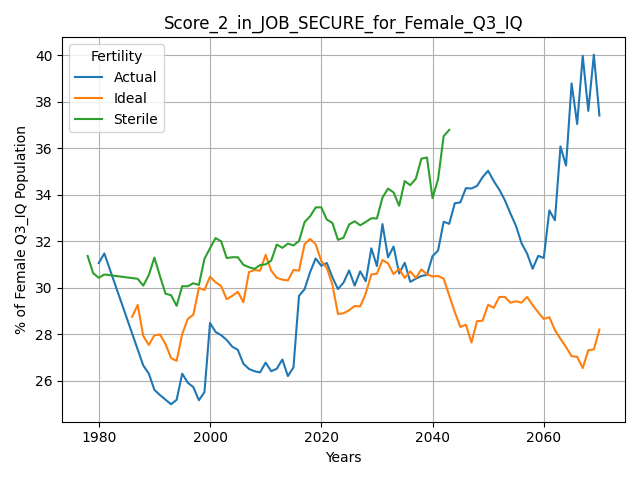 Score_2_in_JOB_SECURE_for_Female_Q3_IQ
Fertility
Actual
Ideal
Sterile
% of Female Q3_IQ Population
40
38
36
34
32
30
28
26
1980
2000
2020
2040
2060
Years